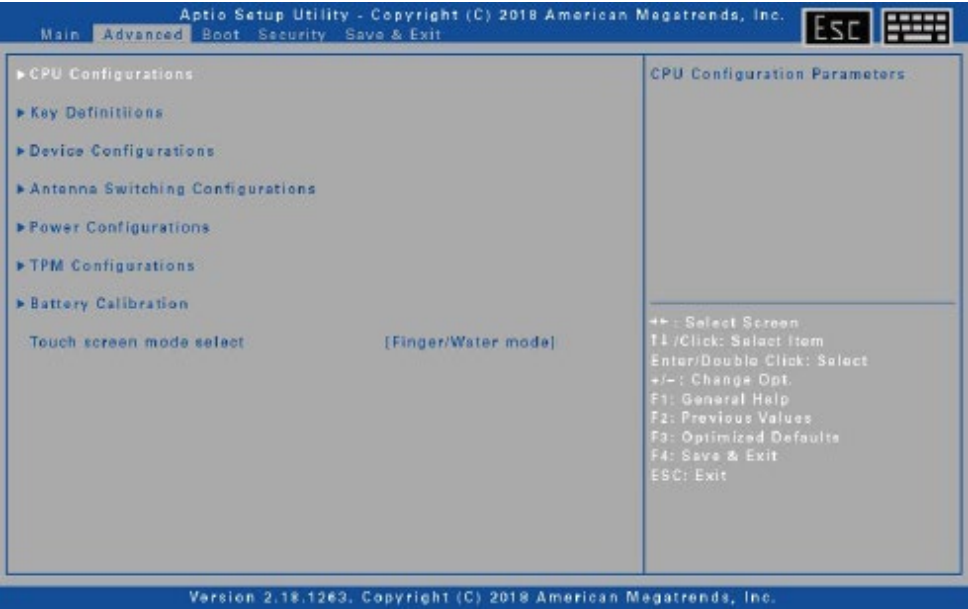 Aptio Setup Utility - Copyright (C) 2018 American Megatrends, Inc.
Main Advanced Boot Security Save & Exit
Esc
▶CPU Configurations
▶Key Definitiions
▶Device Configurations
▶Antenna Switching Configurations
▶Power Configurations
▶TPM Configurations
▶Battery Calibration
Touch screen mode select [Finger/Water mode]
CPU Configuration Parameters
→←: Select Screen
↑↓/Click: Select Item
Enter/Double Click: Select
+/-: Change Opt.
F1: General Help
F2: Previous Values
F3: Optimized Defaults
F4: Save & Exit
ESC: Exit
Version 2.18.1263. Copyright (C) 2018 American Megatrends, Inc.